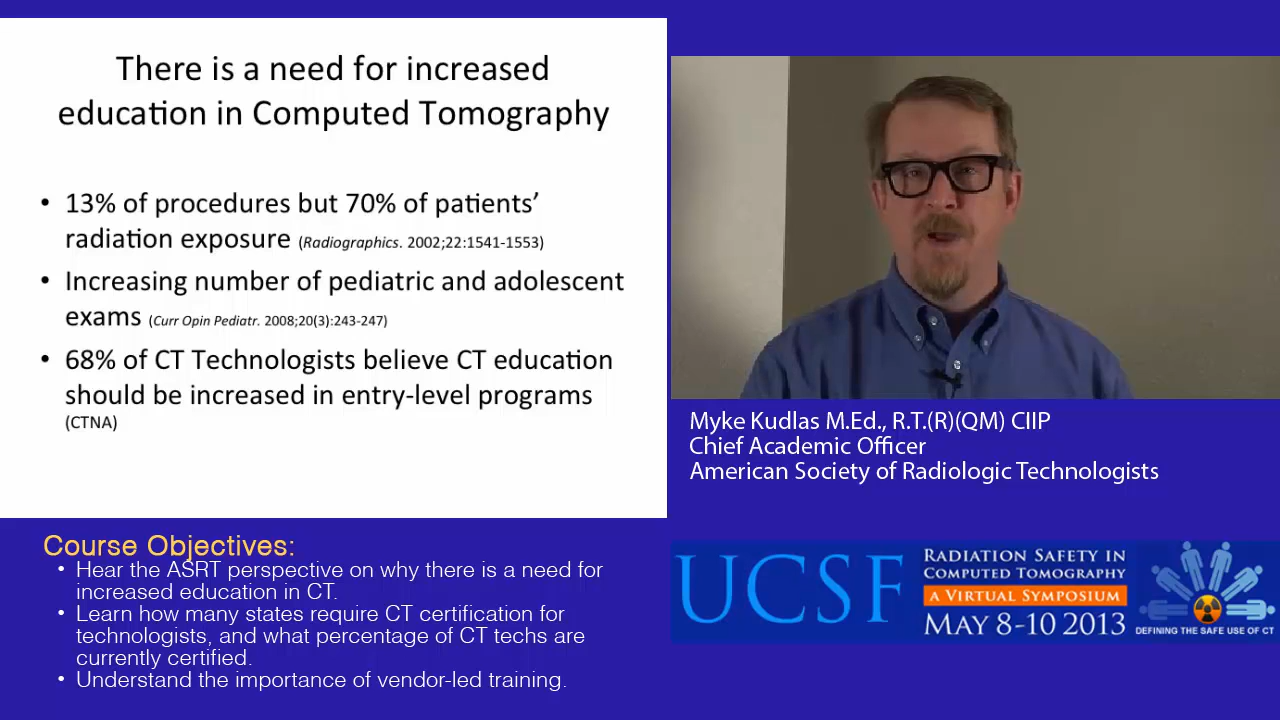 There is a need for increased
education in Computed Tomography
• 13% of procedures but 70% of patients’
radiation exposure (Radiographics. 2002;22:1541-1553)
• Increasing number of pediatric and adolescent
exams (Curr Opin Pediatr. 2008;20(3):243-247)
• 68% of CT Technologists believe CT education
should be increased in entry-level programs
(CTNA)
Myke Kudlas M.Ed., R.T.(R)(QM) CIIP
Chief Academic Officer
American Society of Radiologic Technologists
Course Objectives:
• Hear the ASRT perspective on why there is a need for
increased education in CT.
• Learn how many states require CT certification for
technologists, and what percentage of CT techs are
currently certified.
• Understand the importance of vendor-led training.
UCSF
RADIATION SAFETY IN
COMPUTED TOMOGRAPHY
A VIRTUAL SYMPOSIUM
MAY 8-10 2013
DEFINING THE SAFE USE OF CT